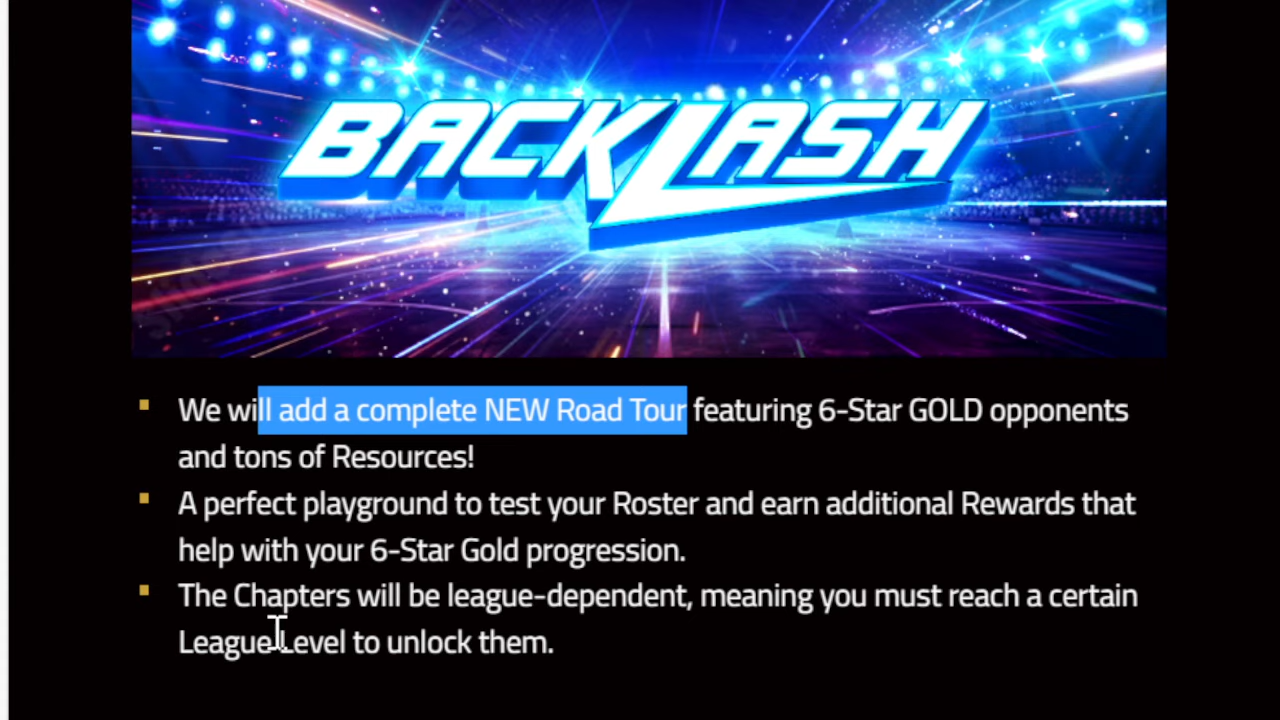 BACKLASH
We will add a complete NEW Road Tour featuring 6-Star GOLD opponents
and tons of Resources!
A perfect playground to test your Roster and earn additional Rewards that
help with your 6-Star Gold progression.
The Chapters will be league-dependent, meaning you must reach a certain
League Level to unlock them.